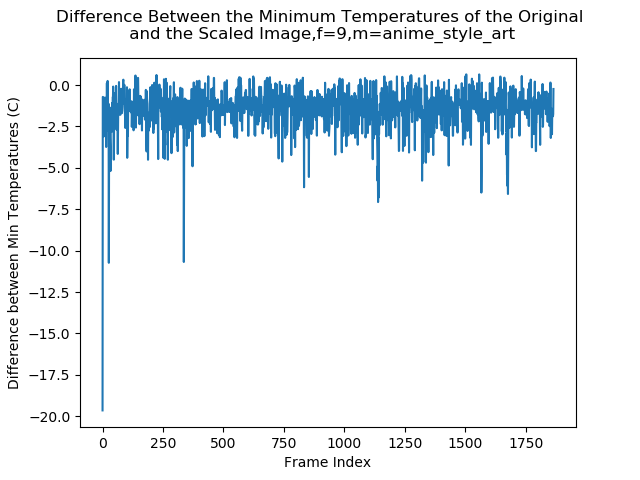 Difference Between the Minimum Temperatures of the Original
and the Scaled Image,f=9,m=anime_style_art
Difference between Min Temperatures (C)
0.0
−2.5
−5.0
−7.5
−10.0
−12.5
−15.0
−17.5
−20.0
0 250 500 750 1000 1250 1500 1750
Frame Index